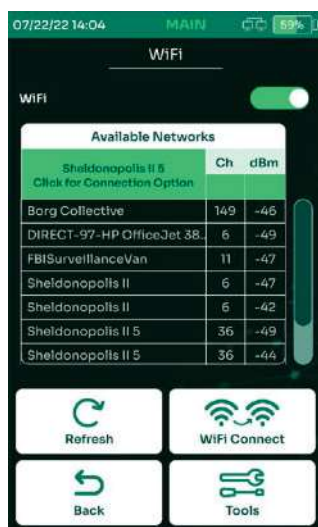 07/22/22 14:04 MAIN 59%
WiFi
WiFi
Available Networks
Sheldonopolis II 5
Click for Connection Option
Ch dBm
Borg Collective 149 -46
DIRECT-97-HP OfficeJet 38.. 6 -49
FBISurveillanceVan 11 -47
Sheldonopolis II 6 -47
Sheldonopolis II 6 -42
Sheldonopolis II 5 36 -49
Sheldonopolis II 5 36 -44
Refresh WiFi Connect
Back Tools